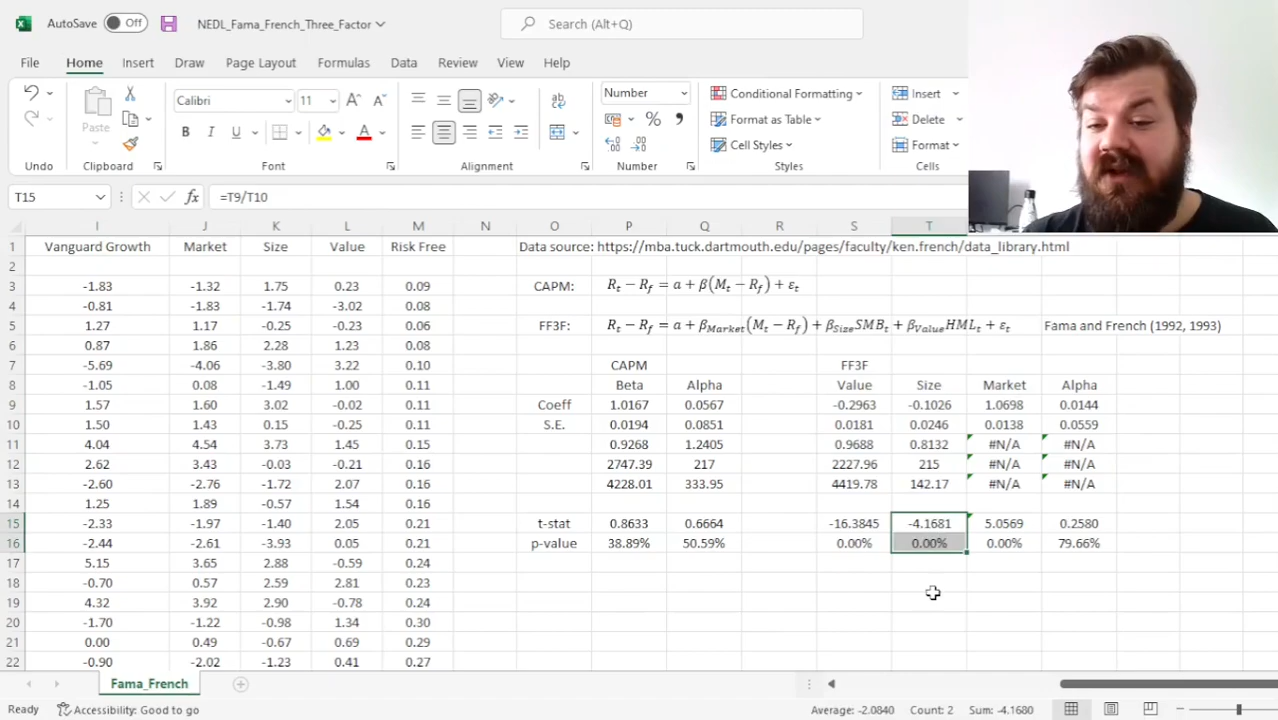 AutoSave Off NEDL_Fama_French_Three_Factor Search (Alt+Q)
File Home Insert Draw Page Layout Formulas Data Review View Help
Calibri 11 Number Conditional Formatting Insert
Paste Format as Table Delete
Cell Styles Format
Undo Clipboard Font Alignment Number Styles Cells
T15 =T9/T10
I J K L M N O P Q R S T U V W
1 Vanguard Growth Market Size Value Risk Free Data source: https://mba.tuck.dartmouth.edu/pages/faculty/ken.french/data_library.html
2
3 -1.83 -1.32 1.75 0.23 0.09 CAPM: Rₜ − R_f = a + β(Mₜ − R_f) + εₜ
4 -0.81 -1.83 -1.74 -3.02 0.08
5 1.27 1.17 -0.25 -0.23 0.06 FF3F: Rₜ − R_f = a + β_Market(Mₜ − R_f) + β_Size SMBₜ + β_Value HMLₜ + εₜ Fama and French (1992, 1993)
6 0.87 1.86 2.28 1.23 0.08
7 -5.69 -4.06 -3.80 3.22 0.10 CAPM FF3F
8 -1.05 0.08 -1.49 1.00 0.11 Beta Alpha Value Size Market Alpha
9 1.57 1.60 3.02 -0.02 0.11 Coeff 1.0167 0.0567 -0.2963 -0.1026 1.0698 0.0144
10 1.50 1.43 0.15 -0.25 0.11 S.E. 0.0194 0.0851 0.0181 0.0246 0.0138 0.0559
11 4.04 4.54 3.73 1.45 0.15 0.9268 1.2405 0.9688 0.8132 #N/A #N/A
12 2.62 3.43 -0.03 -0.21 0.16 2747.39 217 2227.96 215 #N/A #N/A
13 -2.60 -2.76 -1.72 2.07 0.16 4228.01 333.95 4419.78 142.17 #N/A #N/A
14 1.25 1.89 -0.57 1.54 0.16
15 -2.33 -1.97 -1.40 2.05 0.21 t-stat 0.8633 0.6664 -16.3845 -4.1681 5.0569 0.2580
16 -2.44 -2.61 -3.93 0.05 0.21 p-value 38.89% 50.59% 0.00% 0.00% 0.00% 79.66%
17 5.15 3.65 2.88 -0.59 0.24
18 -0.70 0.57 2.59 2.81 0.23
19 4.32 3.92 2.90 -0.78 0.24
20 -1.70 -1.22 -0.98 1.34 0.30
21 0.00 0.49 -0.67 0.69 0.29
22 -0.90 -2.02 -1.23 0.41 0.27
Fama_French
Ready Accessibility: Good to go Average: -2.0840 Count: 2 Sum: -4.1680